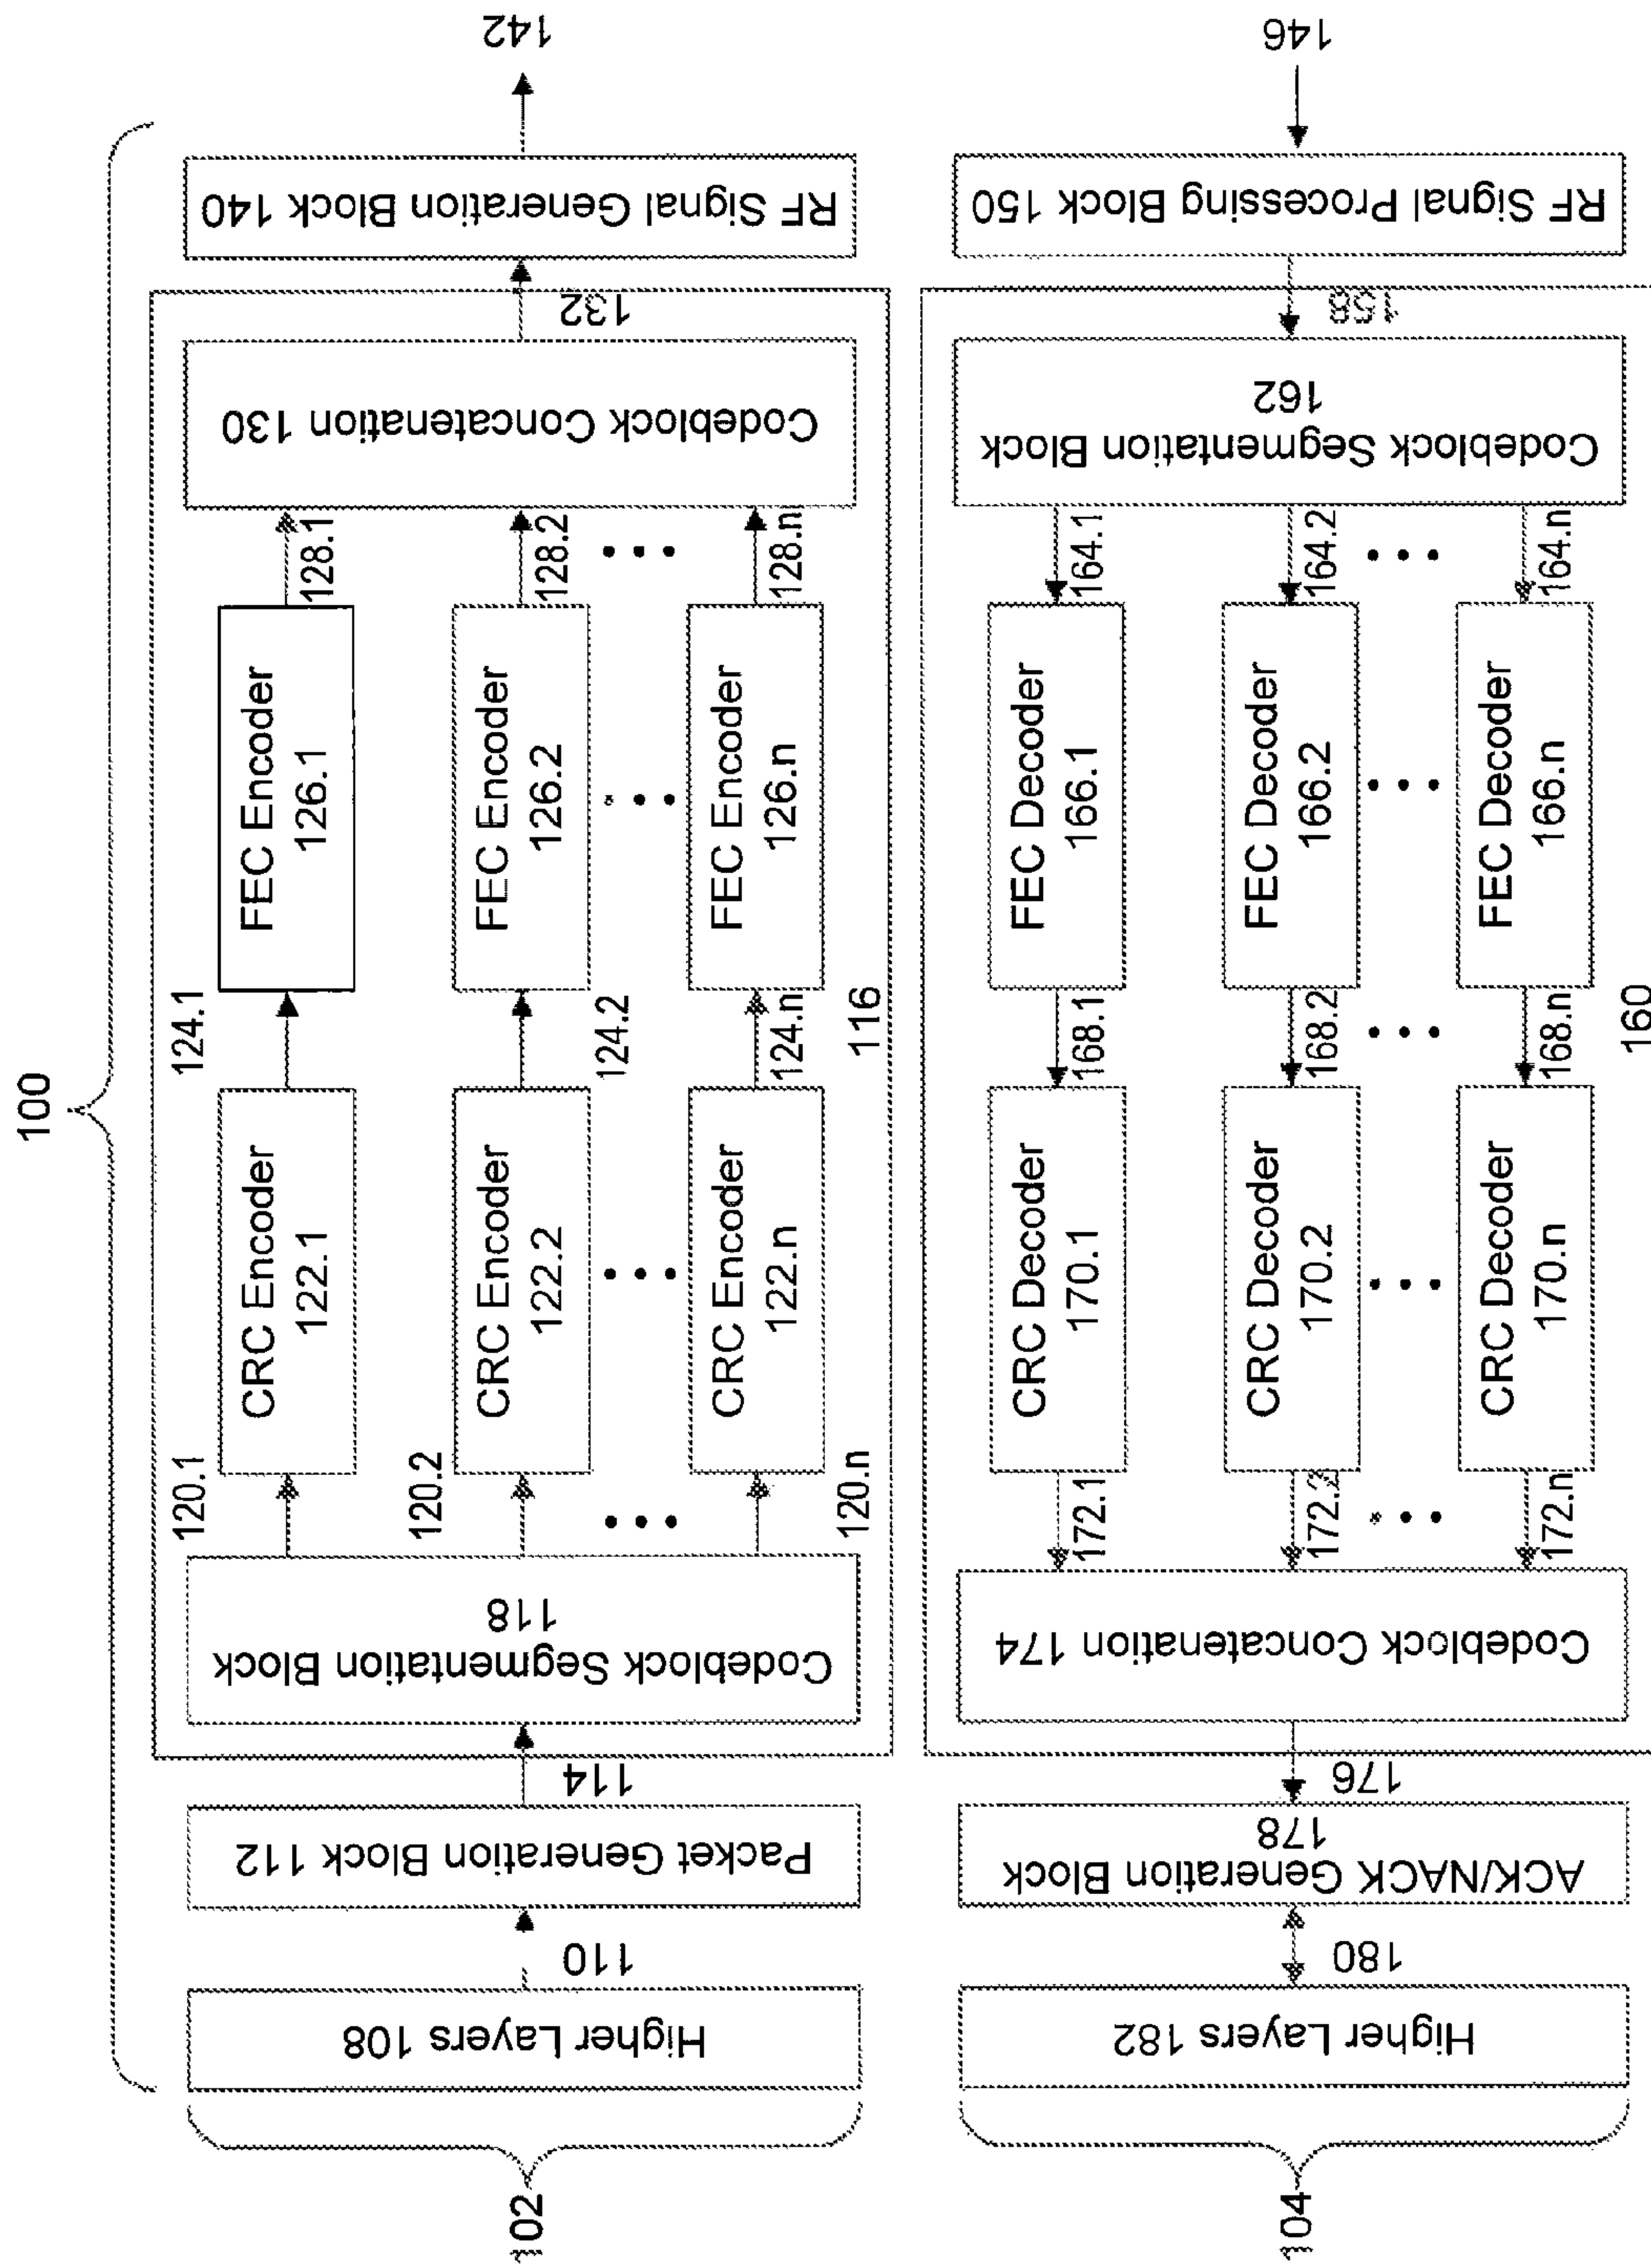 100
102
Higher Layers 108
110
Packet Generation Block 112
114
Codeblock Segmentation Block
118
120.1
120.2
120.n
CRC Encoder
122.1
CRC Encoder
122.2
CRC Encoder
122.n
124.1
124.2
124.n
116
FEC Encoder
126.1
FEC Encoder
126.2
FEC Encoder
126.n
128.1
128.2
128.n
Codeblock Concatenation 130
132
RF Signal Generation Block 140
142
104
Higher Layers 182
180
ACK/NACK Generation Block
178
176
Codeblock Concatenation 174
172.1
172.2
172.n
CRC Decoder
170.1
CRC Decoder
170.2
CRC Decoder
170.n
168.1
168.2
168.n
160
FEC Decoder
166.1
FEC Decoder
166.2
FEC Decoder
166.n
164.1
164.2
164.n
Codeblock Segmentation Block
162
158
RF Signal Processing Block 150
146